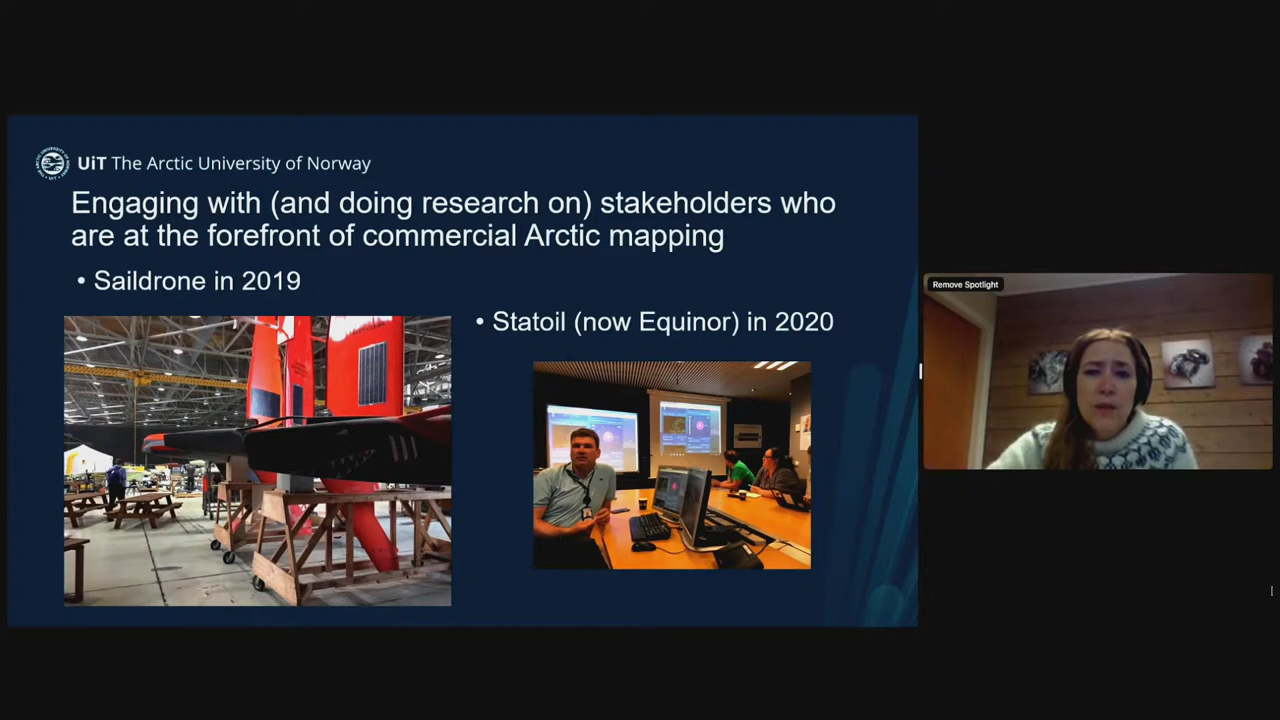 UiT The Arctic University of Norway
Engaging with (and doing research on) stakeholders who
are at the forefront of commercial Arctic mapping
• Saildrone in 2019
• Statoil (now Equinor) in 2020
Remove Spotlight